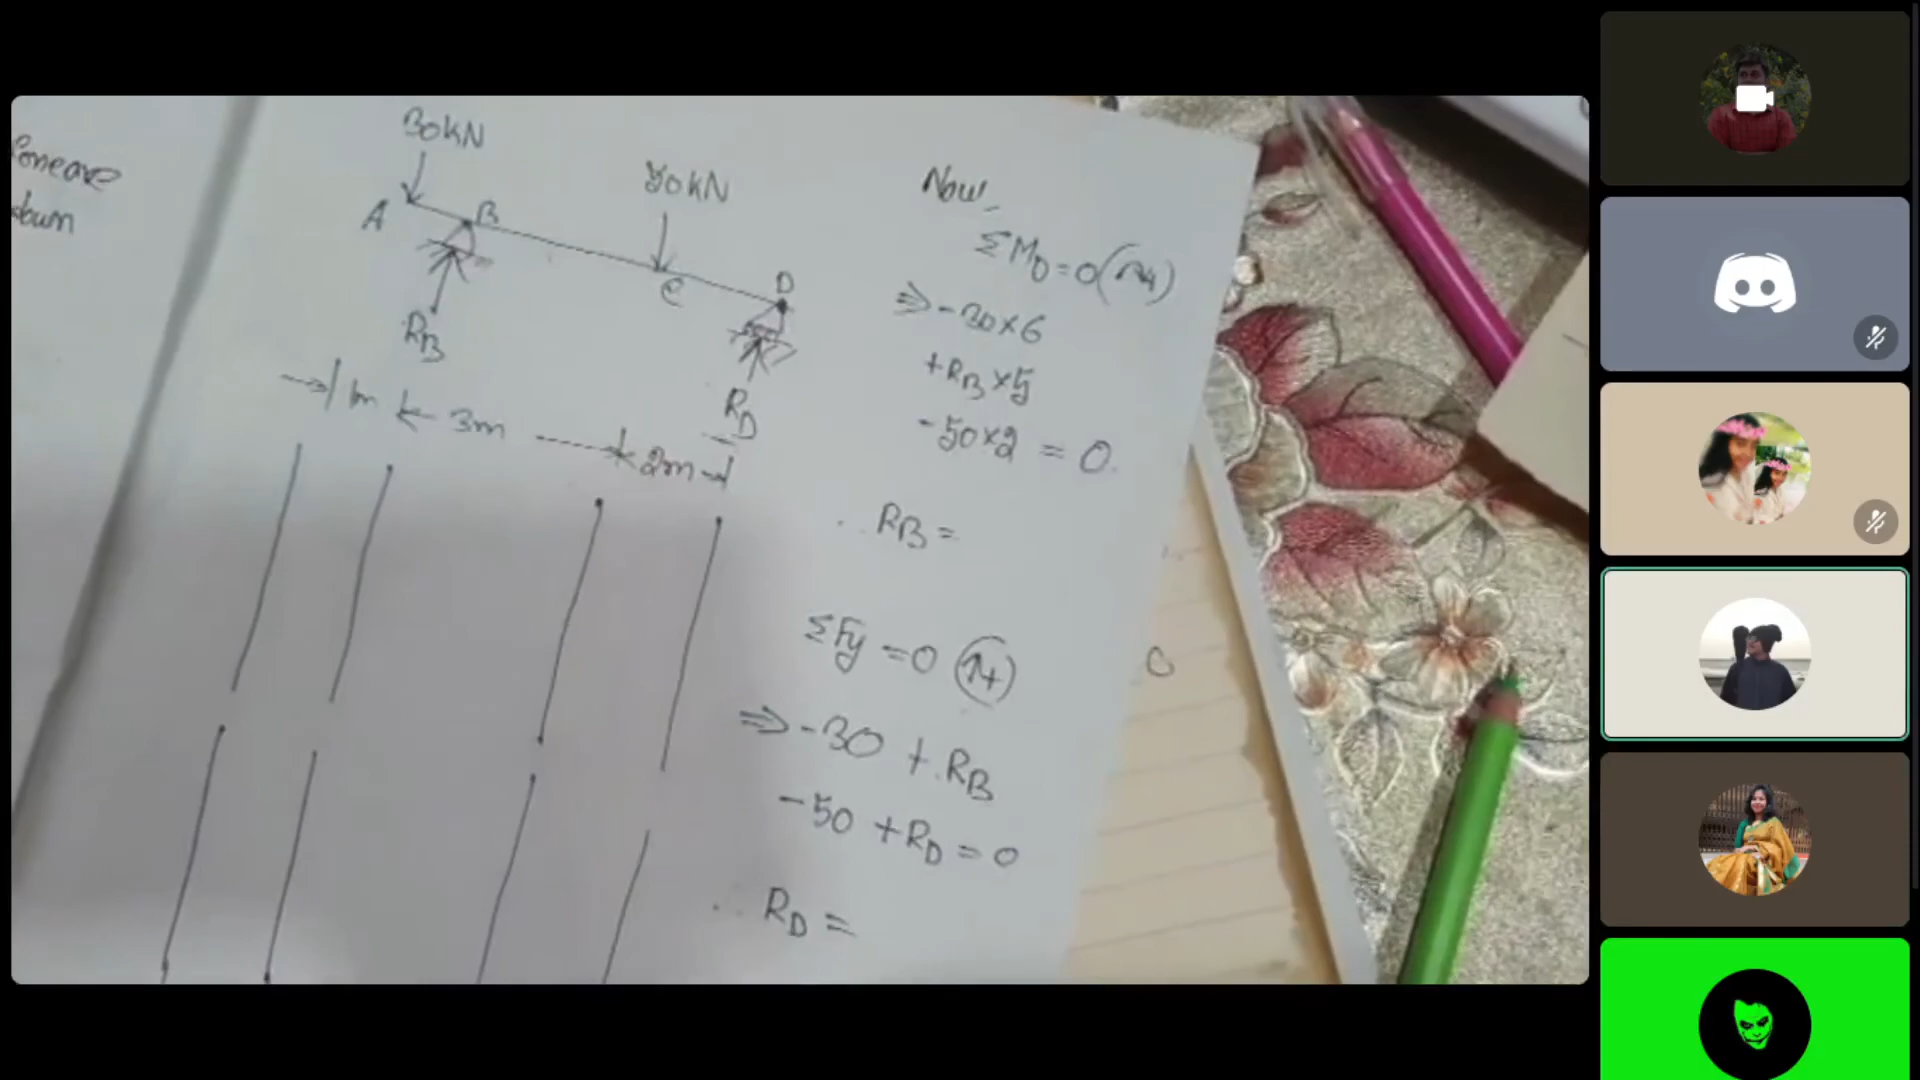 Concave
down
30kN
50kN
A
B
C
D
RB
RD
1m
3m
2m
Now,
ΣMD=0(
⇒ -30×6
+RB×5
-50×2 = 0.
∴ RB =
ΣFy =0
⇒ -30 + RB
-50 + RD = 0
∴ RD =